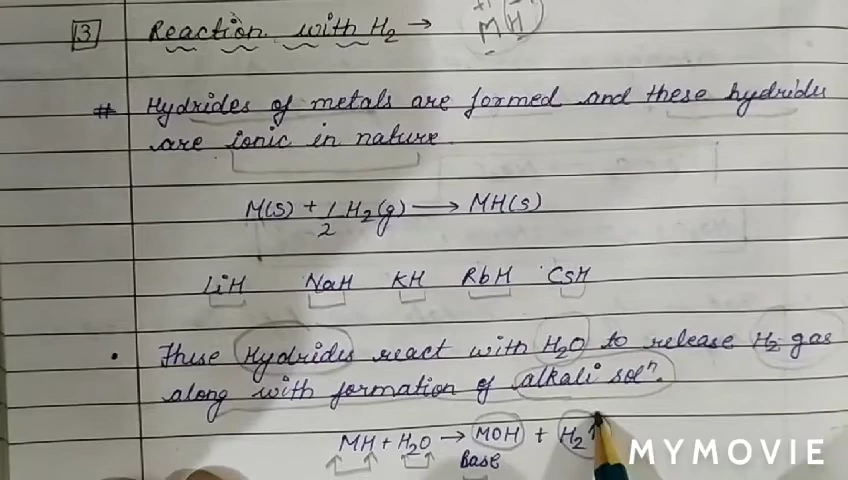 3 Reaction with H₂ →
+1
M H
# Hydrides of metals are formed and these hydrides
are ionic in nature
M(s) + 1/2 H₂(g) → MH(s)
LiH NaH KH RbH CsH
• These Hydrides react with H₂O to release H₂ gas
along with formation of alkali solⁿ.
MH + H₂O → MOH + H₂↑
Base
MYMOVIE